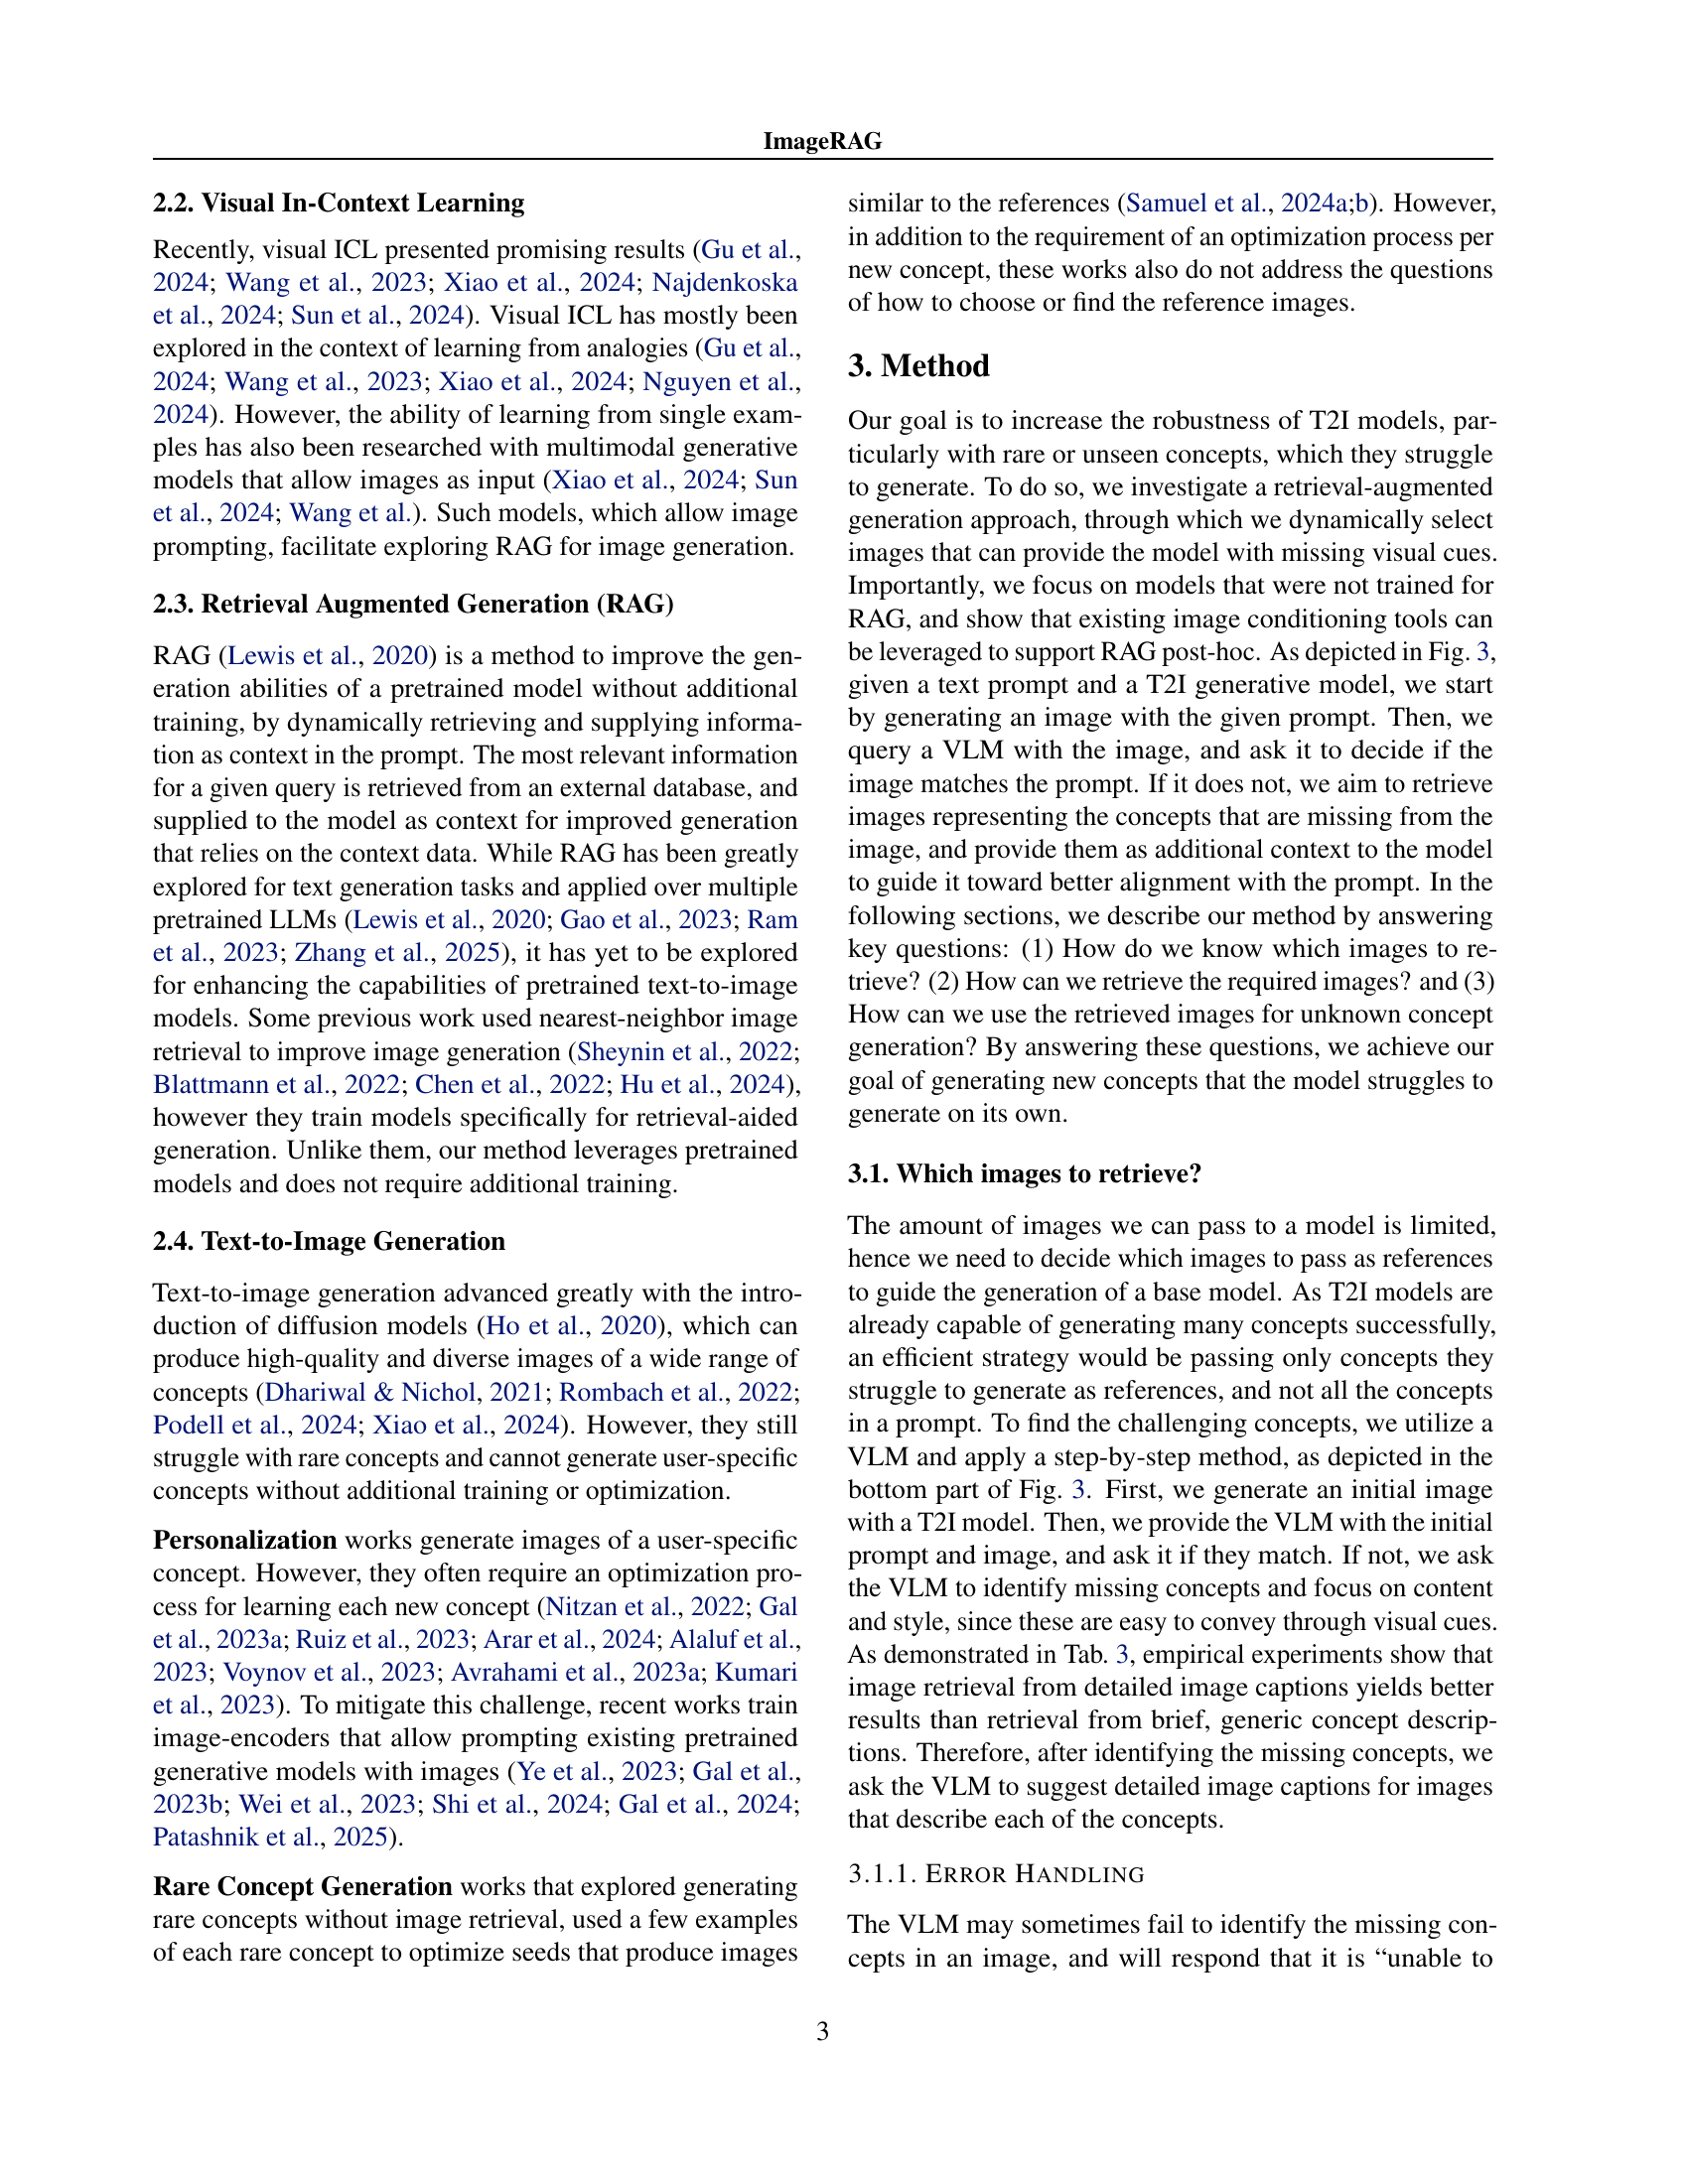 ImageRAG
2.2. Visual In-Context Learning
Recently, visual ICL presented promising results (Gu et al.,
2024; Wang et al., 2023; Xiao et al., 2024; Najdenkoska
et al., 2024; Sun et al., 2024). Visual ICL has mostly been
explored in the context of learning from analogies (Gu et al.,
2024; Wang et al., 2023; Xiao et al., 2024; Nguyen et al.,
2024). However, the ability of learning from single exam-
ples has also been researched with multimodal generative
models that allow images as input (Xiao et al., 2024; Sun
et al., 2024; Wang et al.). Such models, which allow image
prompting, facilitate exploring RAG for image generation.
2.3. Retrieval Augmented Generation (RAG)
RAG (Lewis et al., 2020) is a method to improve the gen-
eration abilities of a pretrained model without additional
training, by dynamically retrieving and supplying informa-
tion as context in the prompt. The most relevant information
for a given query is retrieved from an external database, and
supplied to the model as context for improved generation
that relies on the context data. While RAG has been greatly
explored for text generation tasks and applied over multiple
pretrained LLMs (Lewis et al., 2020; Gao et al., 2023; Ram
et al., 2023; Zhang et al., 2025), it has yet to be explored
for enhancing the capabilities of pretrained text-to-image
models. Some previous work used nearest-neighbor image
retrieval to improve image generation (Sheynin et al., 2022;
Blattmann et al., 2022; Chen et al., 2022; Hu et al., 2024),
however they train models specifically for retrieval-aided
generation. Unlike them, our method leverages pretrained
models and does not require additional training.
2.4. Text-to-Image Generation
Text-to-image generation advanced greatly with the intro-
duction of diffusion models (Ho et al., 2020), which can
produce high-quality and diverse images of a wide range of
concepts (Dhariwal & Nichol, 2021; Rombach et al., 2022;
Podell et al., 2024; Xiao et al., 2024). However, they still
struggle with rare concepts and cannot generate user-specific
concepts without additional training or optimization.
Personalization works generate images of a user-specific
concept. However, they often require an optimization pro-
cess for learning each new concept (Nitzan et al., 2022; Gal
et al., 2023a; Ruiz et al., 2023; Arar et al., 2024; Alaluf et al.,
2023; Voynov et al., 2023; Avrahami et al., 2023a; Kumari
et al., 2023). To mitigate this challenge, recent works train
image-encoders that allow prompting existing pretrained
generative models with images (Ye et al., 2023; Gal et al.,
2023b; Wei et al., 2023; Shi et al., 2024; Gal et al., 2024;
Patashnik et al., 2025).
Rare Concept Generation works that explored generating
rare concepts without image retrieval, used a few examples
of each rare concept to optimize seeds that produce images
similar to the references (Samuel et al., 2024a;b). However,
in addition to the requirement of an optimization process per
new concept, these works also do not address the questions
of how to choose or find the reference images.
3. Method
Our goal is to increase the robustness of T2I models, par-
ticularly with rare or unseen concepts, which they struggle
to generate. To do so, we investigate a retrieval-augmented
generation approach, through which we dynamically select
images that can provide the model with missing visual cues.
Importantly, we focus on models that were not trained for
RAG, and show that existing image conditioning tools can
be leveraged to support RAG post-hoc. As depicted in Fig. 3,
given a text prompt and a T2I generative model, we start
by generating an image with the given prompt. Then, we
query a VLM with the image, and ask it to decide if the
image matches the prompt. If it does not, we aim to retrieve
images representing the concepts that are missing from the
image, and provide them as additional context to the model
to guide it toward better alignment with the prompt. In the
following sections, we describe our method by answering
key questions: (1) How do we know which images to re-
trieve? (2) How can we retrieve the required images? and (3)
How can we use the retrieved images for unknown concept
generation? By answering these questions, we achieve our
goal of generating new concepts that the model struggles to
generate on its own.
3.1. Which images to retrieve?
The amount of images we can pass to a model is limited,
hence we need to decide which images to pass as references
to guide the generation of a base model. As T2I models are
already capable of generating many concepts successfully,
an efficient strategy would be passing only concepts they
struggle to generate as references, and not all the concepts
in a prompt. To find the challenging concepts, we utilize a
VLM and apply a step-by-step method, as depicted in the
bottom part of Fig. 3. First, we generate an initial image
with a T2I model. Then, we provide the VLM with the initial
prompt and image, and ask it if they match. If not, we ask
the VLM to identify missing concepts and focus on content
and style, since these are easy to convey through visual cues.
As demonstrated in Tab. 3, empirical experiments show that
image retrieval from detailed image captions yields better
results than retrieval from brief, generic concept descrip-
tions. Therefore, after identifying the missing concepts, we
ask the VLM to suggest detailed image captions for images
that describe each of the concepts.
3.1.1. ERROR HANDLING
The VLM may sometimes fail to identify the missing con-
cepts in an image, and will respond that it is “unable to
3